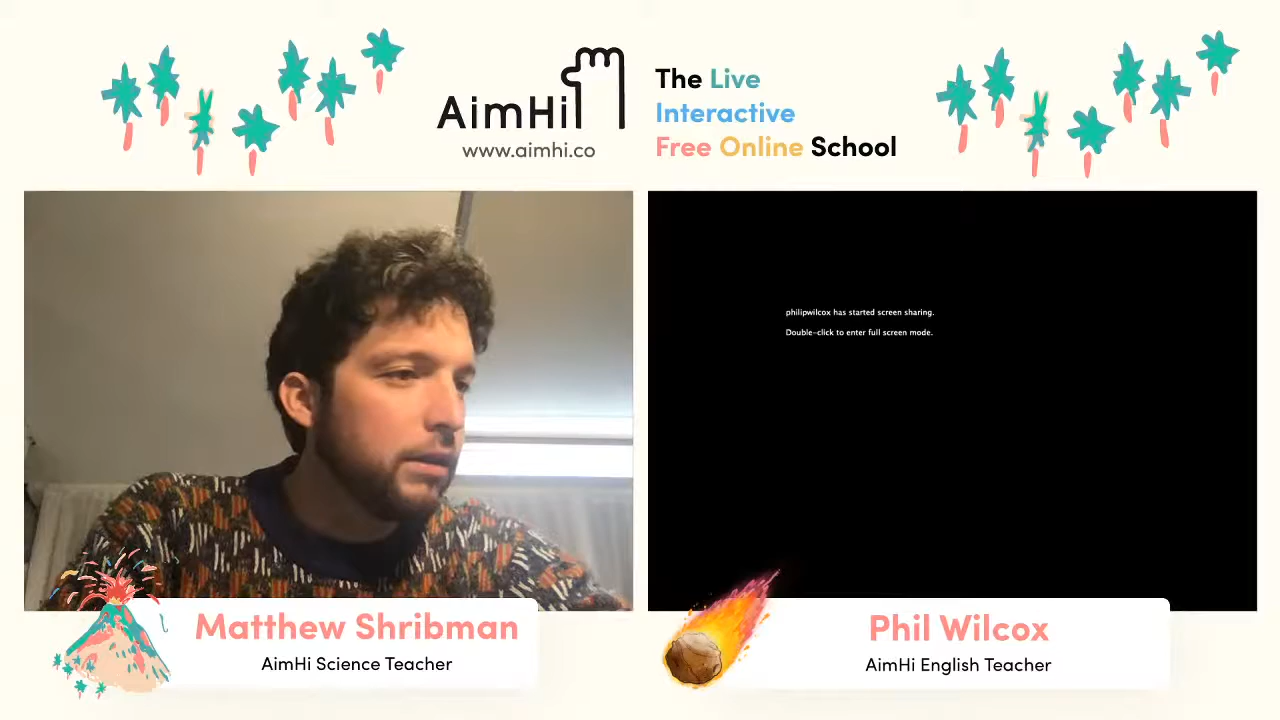 AimHi
www.aimhi.co
The Live
Interactive
Free Online School
philipwilcox has started screen sharing.
Double-click to enter full screen mode.
Matthew Shribman
AimHi Science Teacher
Phil Wilcox
AimHi English Teacher